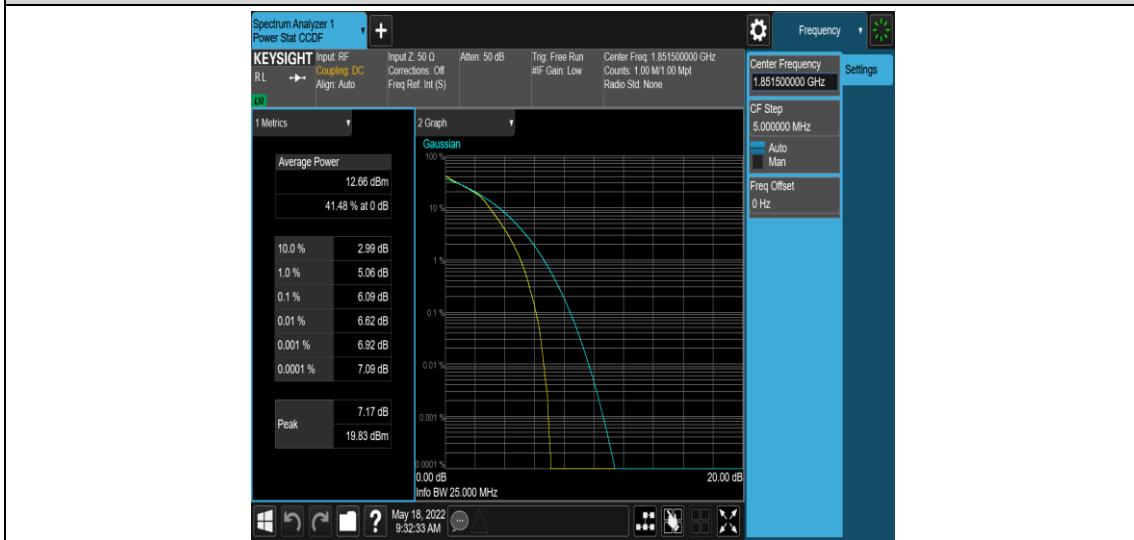 Spectrum Analyzer 1
Power Stat CCDF
Frequency
KEYSIGHT
RL
Input: RF
Coupling: DC
Align: Auto
Input Z: 50 Ω
Corrections: Off
Freq Ref: Int (S)
Atten: 50 dB
Trig: Free Run
#IF Gain: Low
Center Freq: 1.851500000 GHz
Counts: 1.00 M/1.00 Mpt
Radio Std: None
Center Frequency
1.851500000 GHz
Settings
CF Step
5.000000 MHz
Auto
Man
Freq Offset
0 Hz
1 Metrics
Average Power
12.66 dBm
41.48 % at 0 dB
10.0 % 2.99 dB
1.0 % 5.06 dB
0.1 % 6.09 dB
0.01 % 6.62 dB
0.001 % 6.92 dB
0.0001 % 7.09 dB
Peak
7.17 dB
19.83 dBm
2 Graph
Gaussian
100 %
10 %
1 %
0.1 %
0.01 %
0.001 %
0.0001 %
0.00 dB 20.00 dB
Info BW 25.000 MHz
?
May 18, 2022
9:32:33 AM